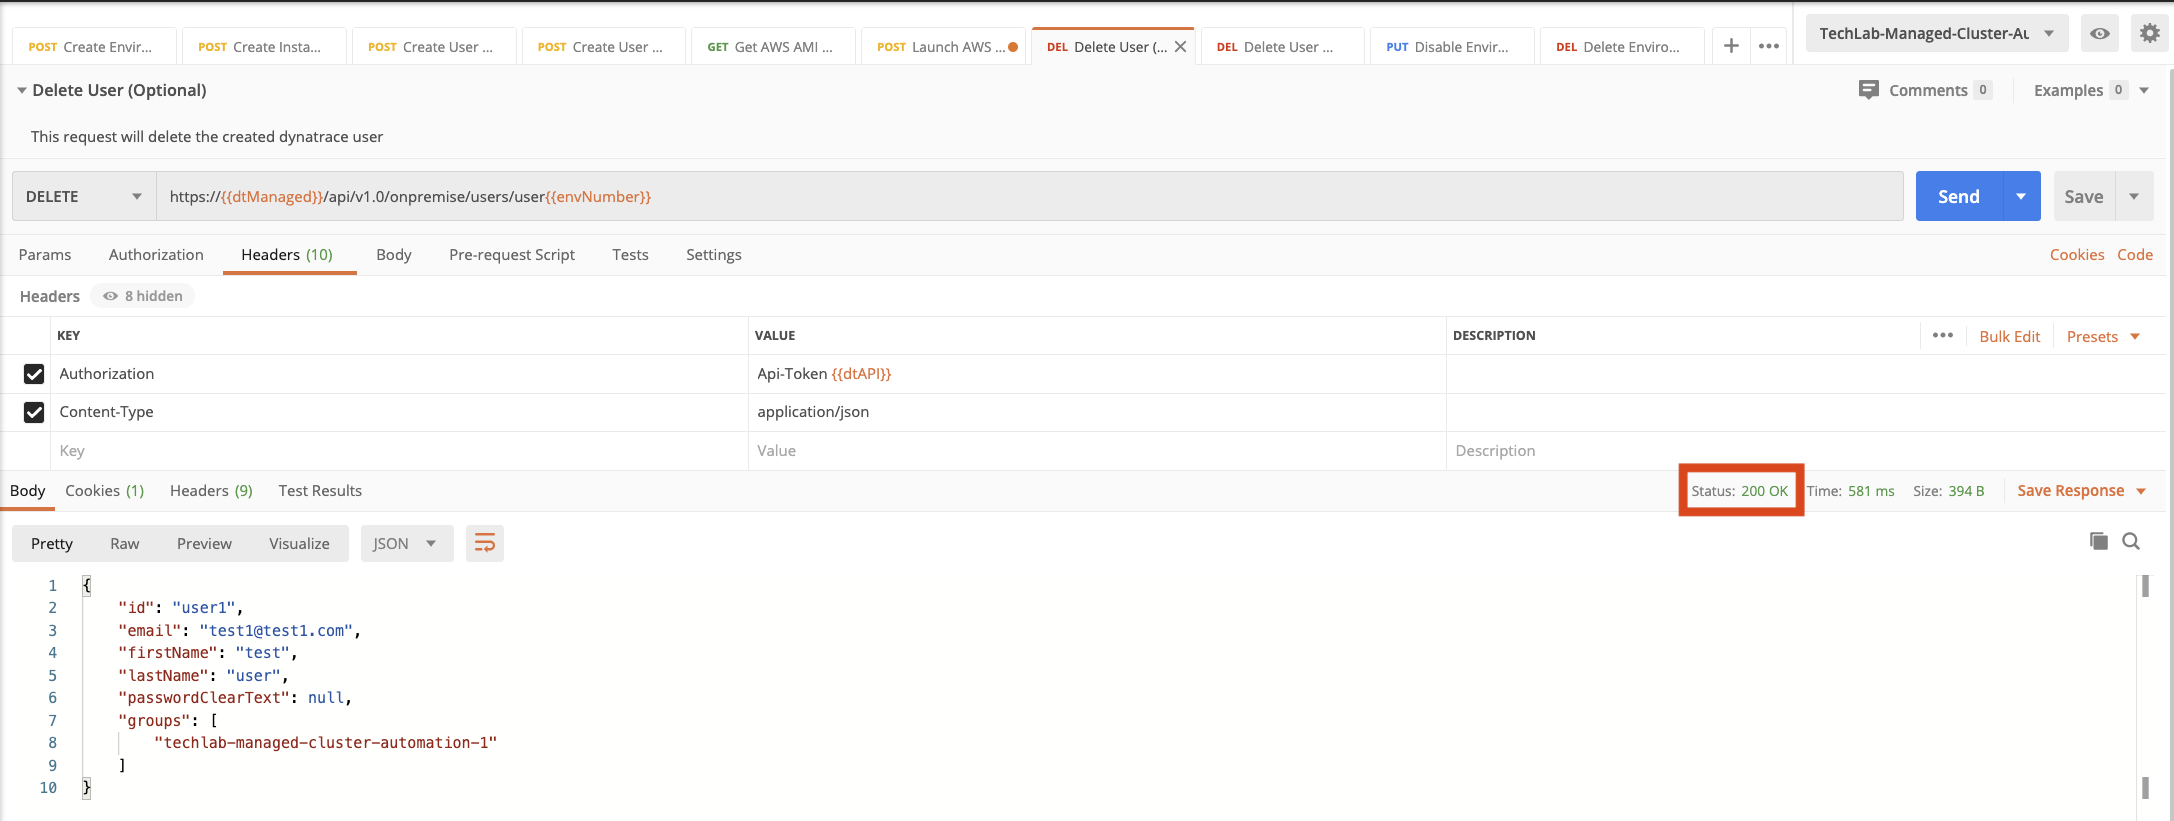 POST Create Envir... POST Create Insta... POST Create User ... POST Create User ... GET Get AWS AMI ... POST Launch AWS ... DEL Delete User (... DEL Delete User ... PUT Disable Envir... DEL Delete Enviro... TechLab-Managed-Cluster-Au
Delete User (Optional) Comments 0 Examples 0
This request will delete the created dynatrace user
DELETE https://{{dtManaged}}/api/v1.0/onpremise/users/user{{envNumber}} Send Save
Params Authorization Headers (10) Body Pre-request Script Tests Settings Cookies Code
Headers 8 hidden
KEY VALUE DESCRIPTION Bulk Edit Presets
Authorization Api-Token {{dtAPI}}
Content-Type application/json
Key Value Description
Body Cookies (1) Headers (9) Test Results Status: 200 OK Time: 581 ms Size: 394 B Save Response
Pretty Raw Preview Visualize JSON
1 {
2 "id": "user1",
3 "email": "test1@test1.com",
4 "firstName": "test",
5 "lastName": "user",
6 "passwordClearText": null,
7 "groups": [
8 "techlab-managed-cluster-automation-1"
9 ]
10 }